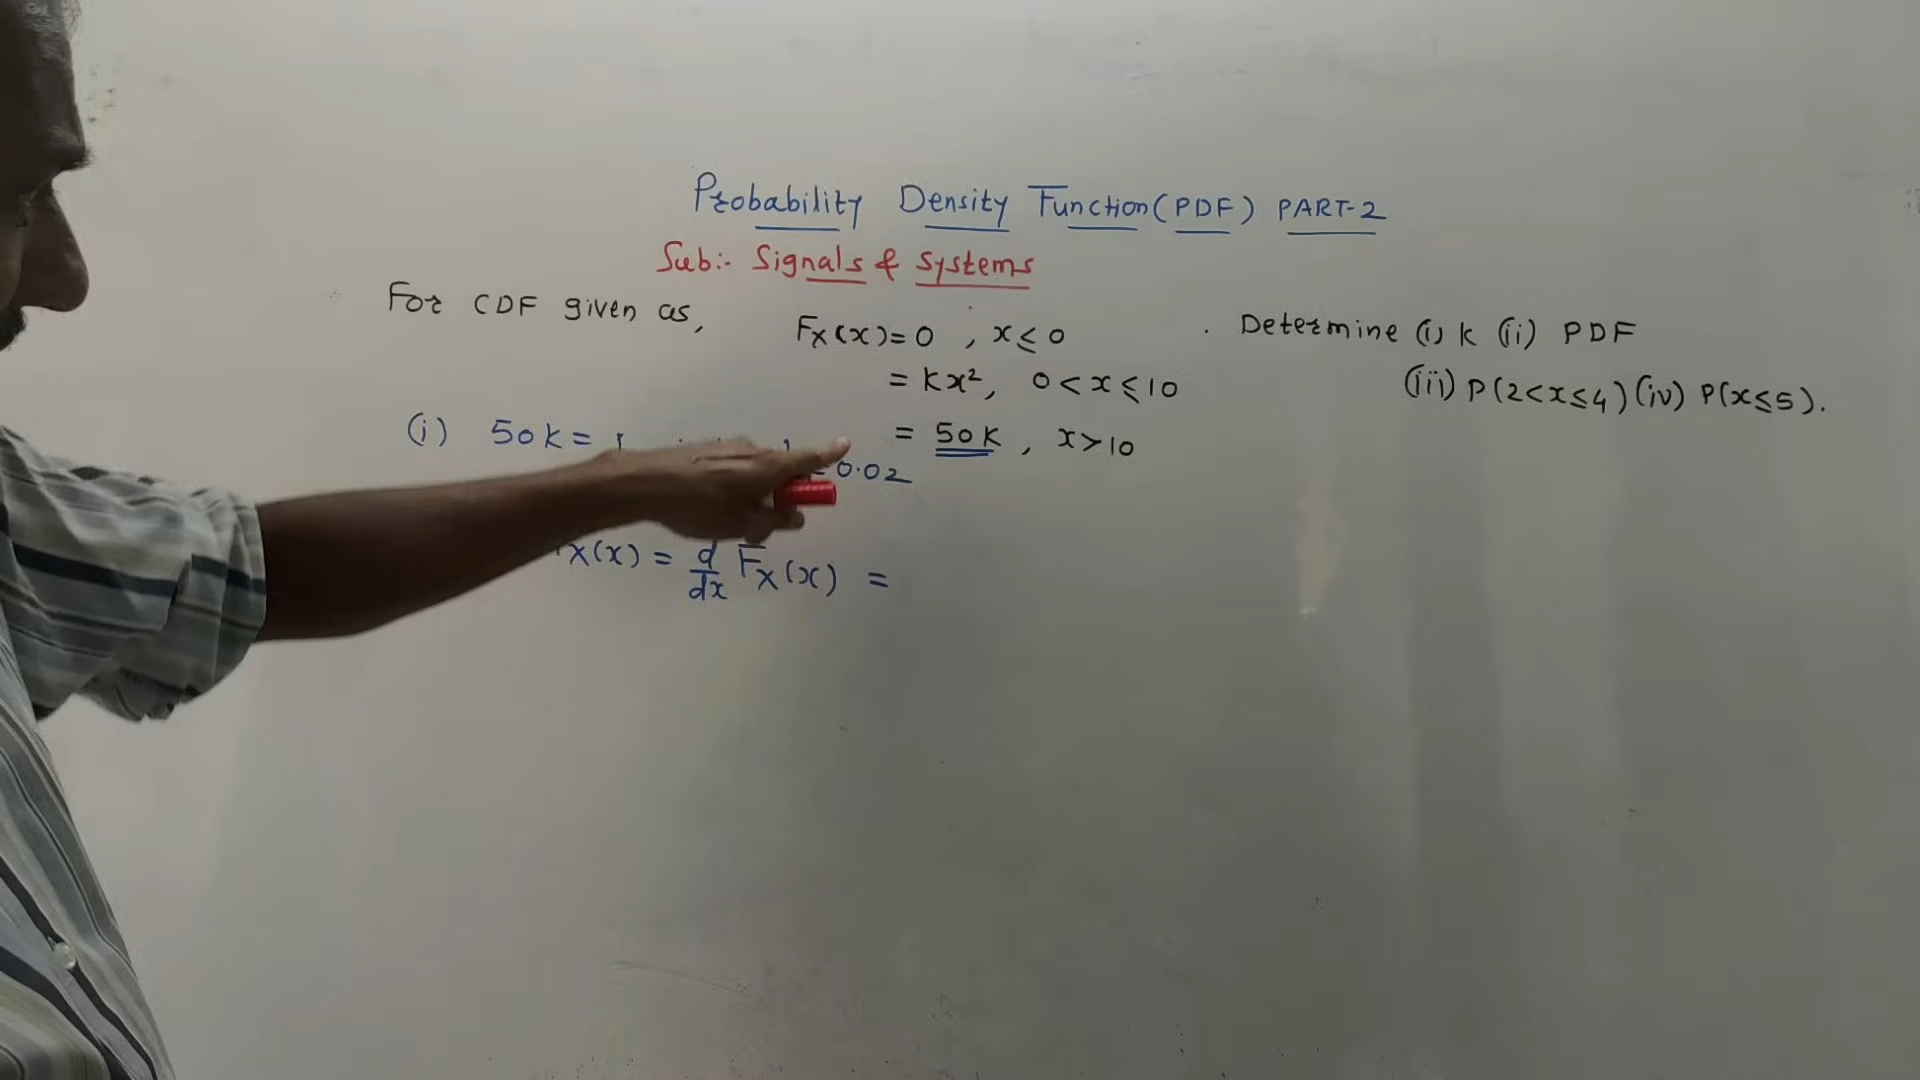 Probability Density Function (PDF) PART-2
Sub:- Signals & Systems
For CDF given as,
Fx(x) = 0 , x ≤ 0
= Kx², 0 < x ≤ 10
= 50K , x > 10
. Determine (i) K (ii) PDF
(iii) P(2<x≤4) (iv) P(x≤5).
(i) 50K =
= 0.02
x(x) = d/dx Fx(x) =